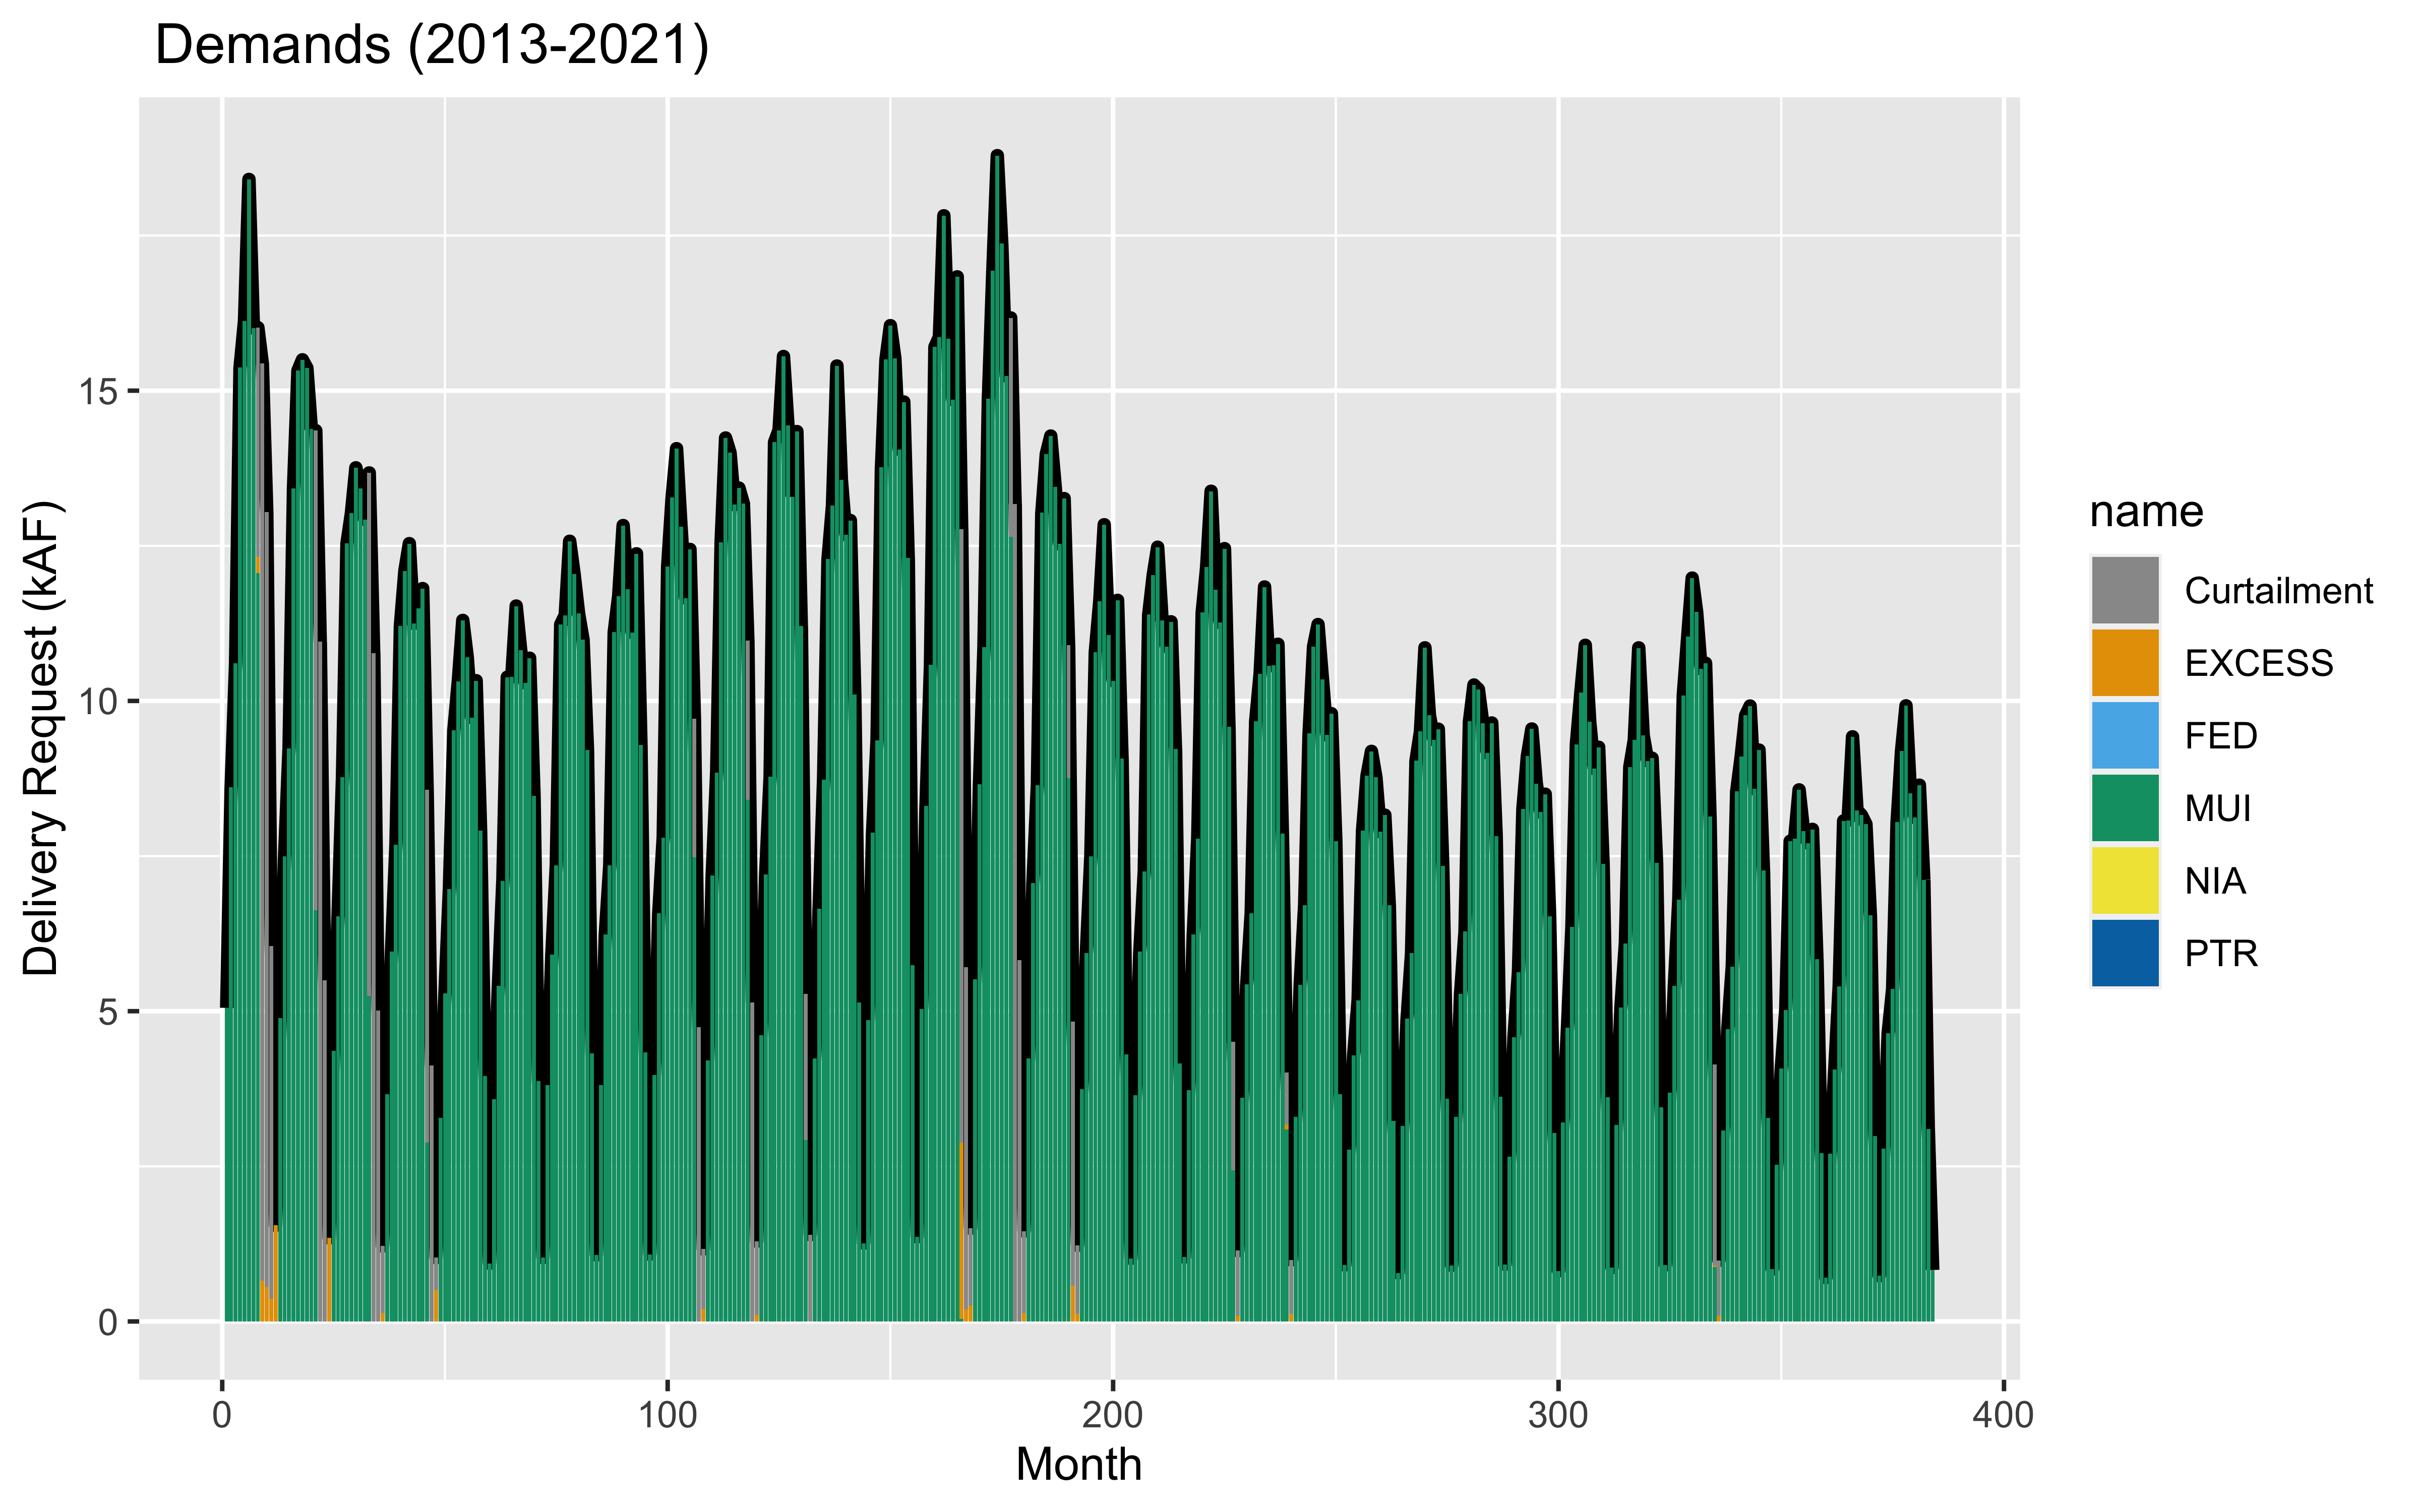 Demands (2013-2021)
Delivery Request (kAF)
15
10
5
0
0
100
200
300
400
Month
name
Curtailment
EXCESS
FED
MUI
NIA
PTR